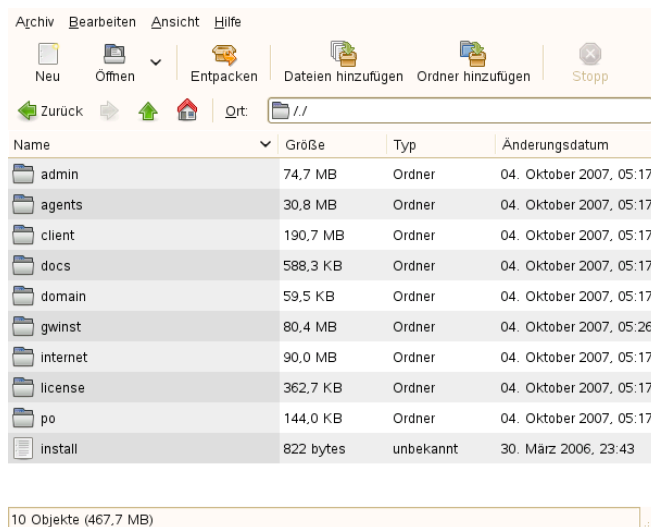 Archiv Bearbeiten Ansicht Hilfe
Neu Öffnen Entpacken Dateien hinzufügen Ordner hinzufügen Stopp
Zurück Ort: /./
Name Größe Typ Änderungsdatum
admin 74,7 MB Ordner 04. Oktober 2007, 05:17
agents 30,8 MB Ordner 04. Oktober 2007, 05:17
client 190,7 MB Ordner 04. Oktober 2007, 05:17
docs 588,3 KB Ordner 04. Oktober 2007, 05:17
domain 59,5 KB Ordner 04. Oktober 2007, 05:17
gwinst 80,4 MB Ordner 04. Oktober 2007, 05:26
internet 90,0 MB Ordner 04. Oktober 2007, 05:17
license 362,7 KB Ordner 04. Oktober 2007, 05:17
po 144,0 KB Ordner 04. Oktober 2007, 05:17
install 822 bytes unbekannt 30. März 2006, 23:43
10 Objekte (467,7 MB)